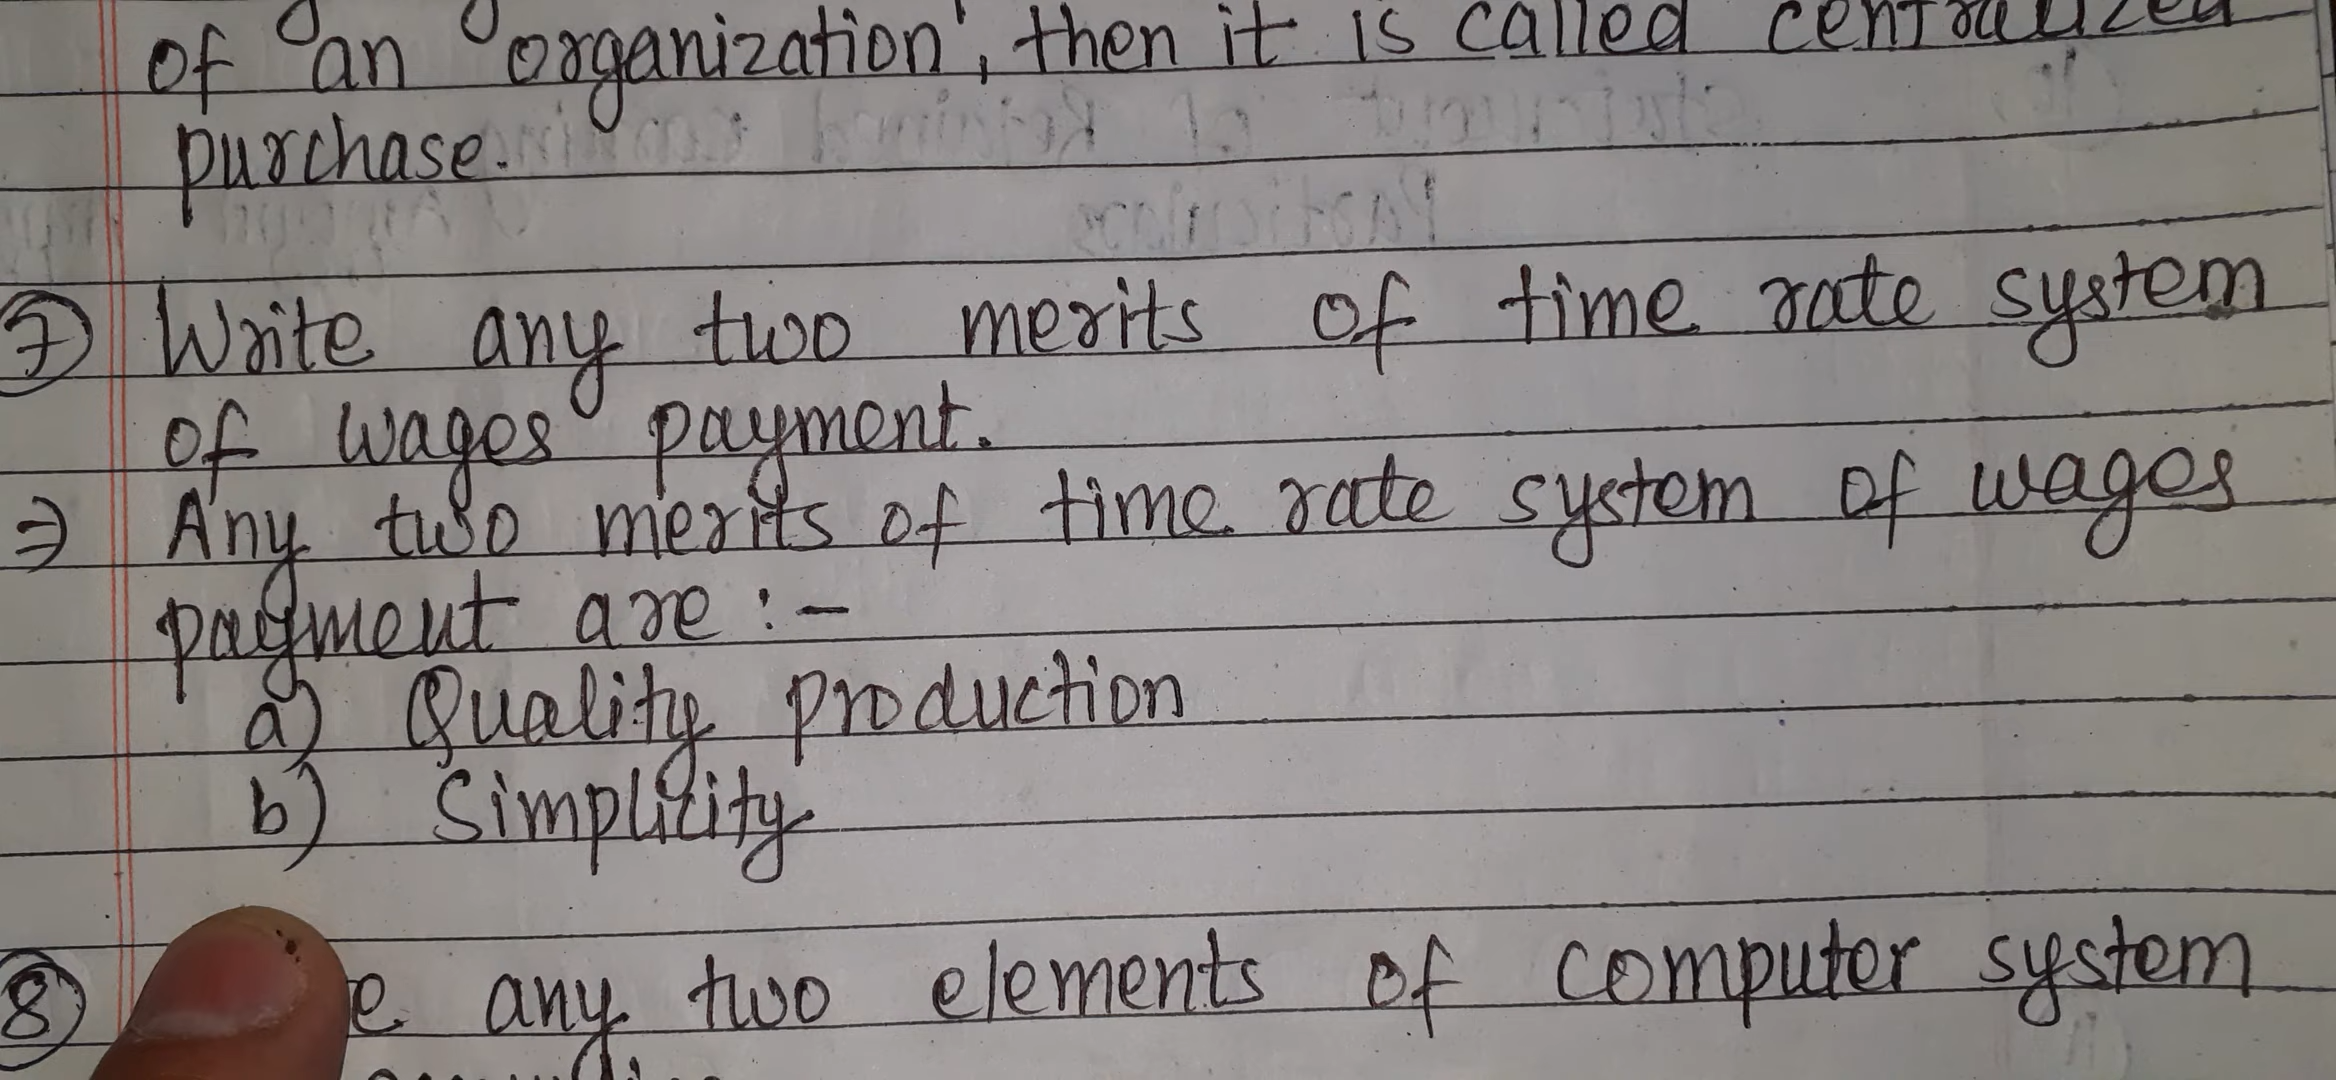 of an organization', then it is called centralized
purchase.
7 Write any two merits of time rate system
of wages payment.
⇒ Any two merits of time rate system of wages
payment are :-
a) Quality production
b) Simplicity
8 any two elements of computer system